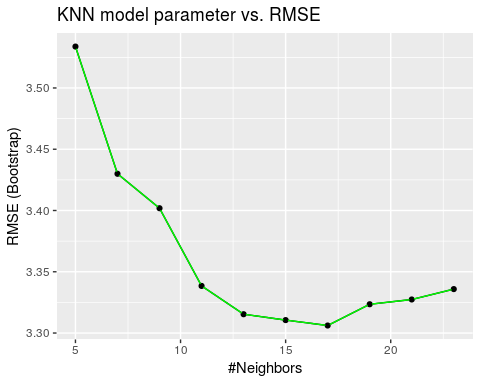 KNN model parameter vs. RMSE
3.50
3.45
3.40
3.35
3.30
RMSE (Bootstrap)
5 10 15 20
#Neighbors